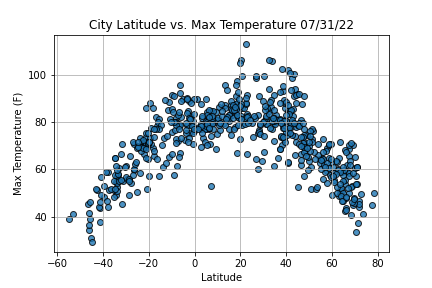 City Latitude vs. Max Temperature 07/31/22
Max Temperature (F)
100
80
60
40
−60 −40 −20 0 20 40 60 80
Latitude